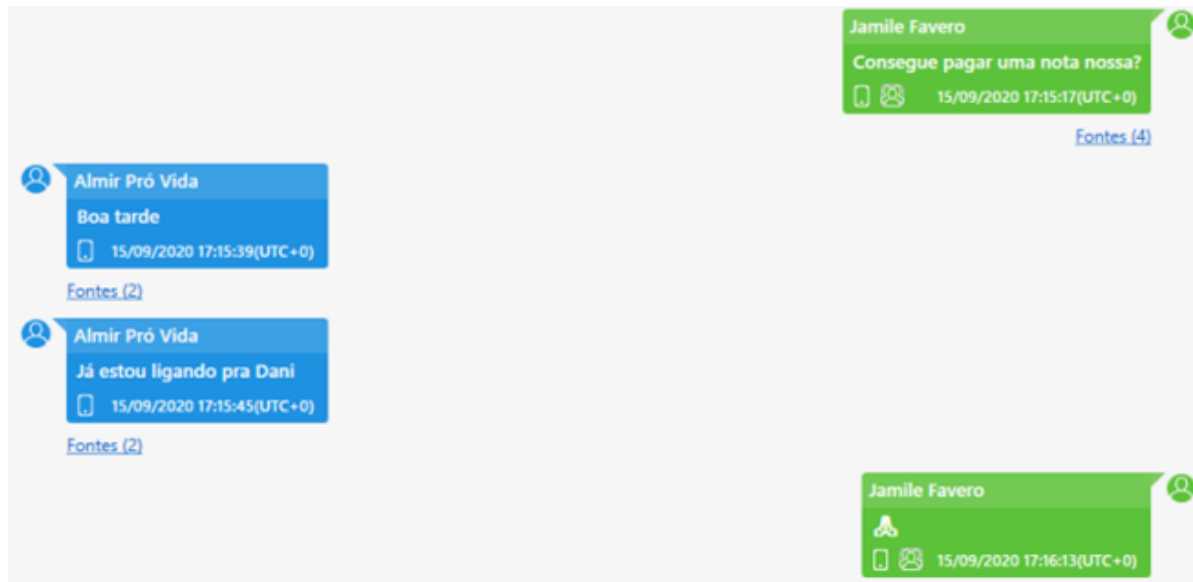 Jamile Favero
Consegue pagar uma nota nossa?
15/09/2020 17:15:17(UTC+0)
Fontes (4)
Almir Pró Vida
Boa tarde
15/09/2020 17:15:39(UTC+0)
Fontes (2)
Almir Pró Vida
Já estou ligando pra Dani
15/09/2020 17:15:45(UTC+0)
Fontes (2)
Jamile Favero
🙏
15/09/2020 17:16:13(UTC+0)